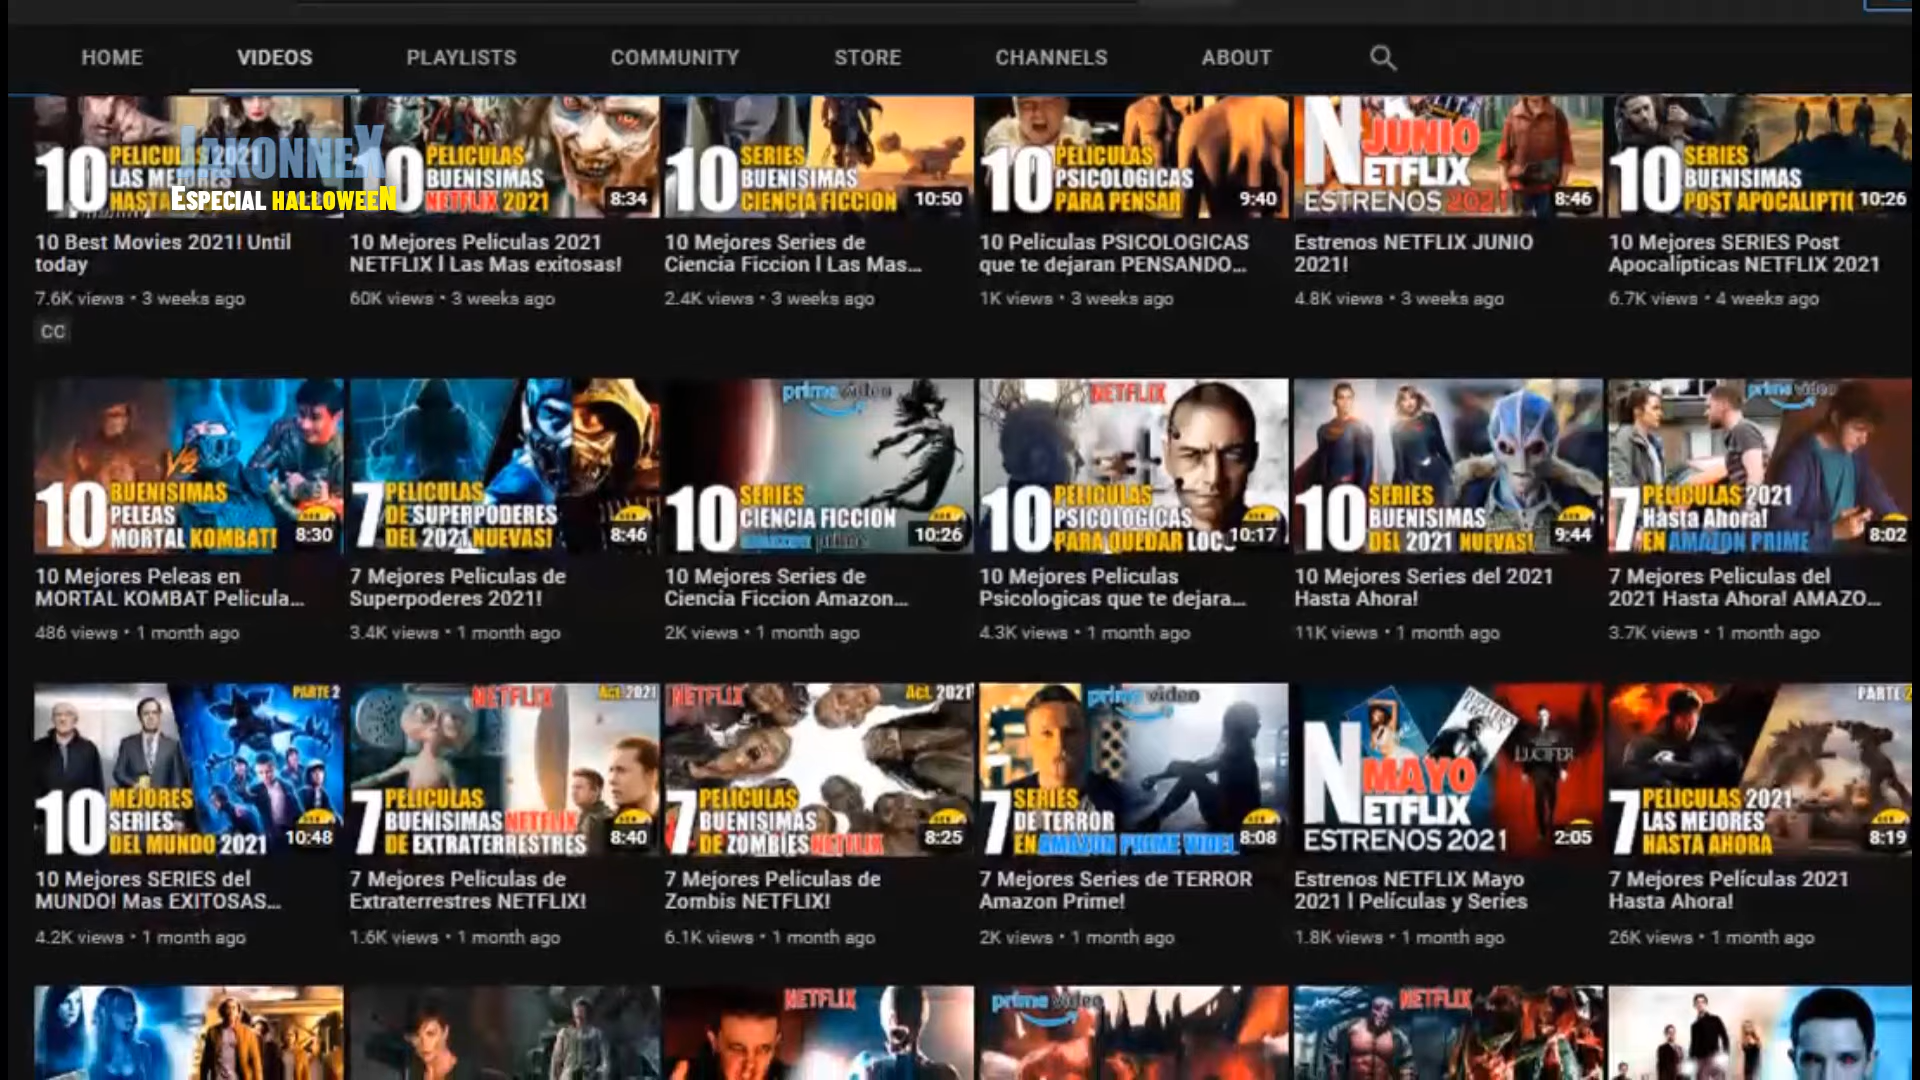 HOME VIDEOS PLAYLISTS COMMUNITY STORE CHANNELS ABOUT
10 PELICULAS 2021
LAS MEJORES
HASTA
INKONNEX
ESPECIAL HALLOWEEN
10 PELICULAS
BUENISIMAS
NETFLIX 2021
8:34
10 SERIES
BUENISIMAS
CIENCIA FICCION
10:50
10 PELICULAS
PSICOLOGICAS
PARA PENSAR
9:40
N JUNIO
ETFLIX
ESTRENOS 2021
8:46
10 SERIES
BUENISIMAS
POST APOCALIPTI
10:26
10 Best Movies 2021! Until
today
7.6K views • 3 weeks ago
CC
10 Mejores Peliculas 2021
NETFLIX l Las Mas exitosas!
60K views • 3 weeks ago
10 Mejores Series de
Ciencia Ficcion l Las Mas...
2.4K views • 3 weeks ago
10 Peliculas PSICOLOGICAS
que te dejaran PENSANDO...
1K views • 3 weeks ago
Estrenos NETFLIX JUNIO
2021!
4.8K views • 3 weeks ago
10 Mejores SERIES Post
Apocalípticas NETFLIX 2021
6.7K views • 4 weeks ago
VS
10 BUENISIMAS
PELEAS
MORTAL KOMBAT!
8:30
7 PELICULAS
DE SUPERPODERES
DEL 2021 NUEVAS!
8:46
prime video
10 SERIES
CIENCIA FICCION
amazon prime
10:26
NETFLIX
10 PELICULAS
PSICOLOGICAS
PARA QUEDAR LOC
10:17
10 SERIES
BUENISIMAS
DEL 2021 NUEVAS!
9:44
prime video
7 PELICULAS 2021
Hasta Ahora!
EN AMAZON PRIME
8:02
10 Mejores Peleas en
MORTAL KOMBAT Pelicula...
486 views • 1 month ago
7 Mejores Peliculas de
Superpoderes 2021!
3.4K views • 1 month ago
10 Mejores Series de
Ciencia Ficcion Amazon...
2K views • 1 month ago
10 Mejores Peliculas
Psicologicas que te dejara...
4.3K views • 1 month ago
10 Mejores Series del 2021
Hasta Ahora!
11K views • 1 month ago
7 Mejores Peliculas del
2021 Hasta Ahora! AMAZO...
3.7K views • 1 month ago
PARTE 2
10 MEJORES
SERIES
DEL MUNDO 2021
10:48
NETFLIX Act. 2021
7 PELICULAS
BUENISIMAS NETFLIX
DE EXTRATERRESTRES
8:40
NETFLIX Act. 2021
7 PELICULAS
BUENISIMAS
DE ZOMBIES NETFLIX
8:25
prime video
7 SERIES
DE TERROR
EN AMAZON PRIME VIDEO
8:08
LUCIFER
N MAYO
ETFLIX
ESTRENOS 2021
2:05
PARTE 2
7 PELICULAS 2021
LAS MEJORES
HASTA AHORA
8:19
10 Mejores SERIES del
MUNDO! Mas EXITOSAS...
4.2K views • 1 month ago
7 Mejores Peliculas de
Extraterrestres NETFLIX!
1.6K views • 1 month ago
7 Mejores Peliculas de
Zombis NETFLIX!
6.1K views • 1 month ago
7 Mejores Series de TERROR
Amazon Prime!
2K views • 1 month ago
Estrenos NETFLIX Mayo
2021 l Películas y Series
1.8K views • 1 month ago
7 Mejores Películas 2021
Hasta Ahora!
26K views • 1 month ago
NETFLIX
prime video
NETFLIX